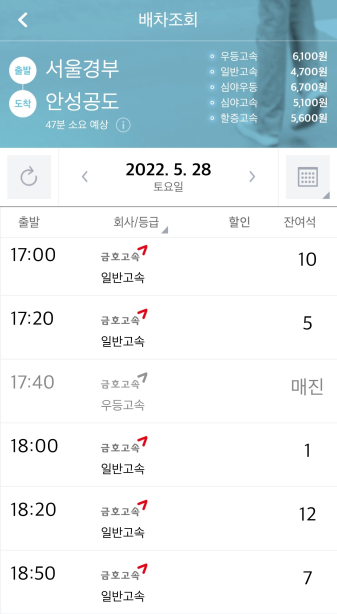 배차조회
출발 서울경부
도착 안성공도
47분 소요 예상
우등고속 6,100원
일반고속 4,700원
심야우등 6,700원
심야고속 5,100원
할증고속 5,600원
2022. 5. 28
토요일
출발 회사/등급 할인 잔여석
17:00 금호고속 10
일반고속
17:20 금호고속 5
일반고속
17:40 금호고속 매진
우등고속
18:00 금호고속 1
일반고속
18:20 금호고속 12
일반고속
18:50 금호고속 7
일반고속